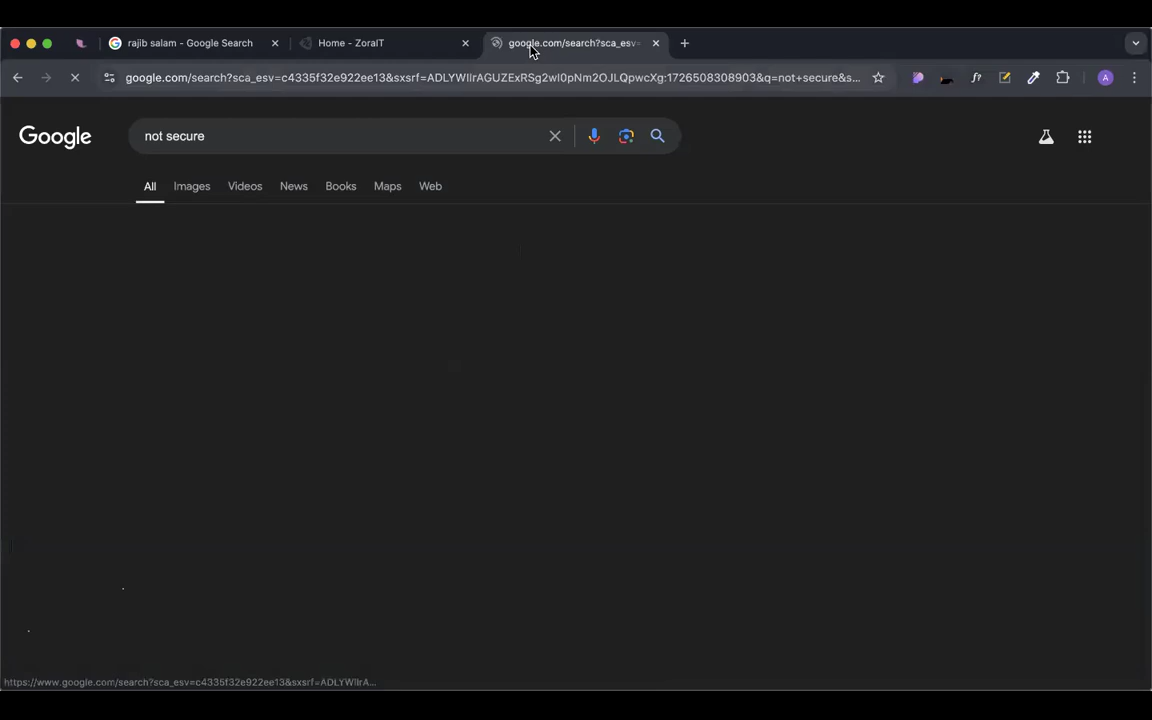 rajib salam - Google Search
Home - ZoraIT
google.com/search?sca_esv=
google.com/search?sca_esv=c4335f32e922ee13&sxsrf=ADLYWIIrAGUZExRSg2wI0pNm2OJLQpwcXg:1726508308903&q=not+secure&s...
f?
A
Google
not secure
All
Images
Videos
News
Books
Maps
Web
https://www.google.com/search?sca_esv=c4335f32e922ee13&sxsrf=ADLYWIIrA...